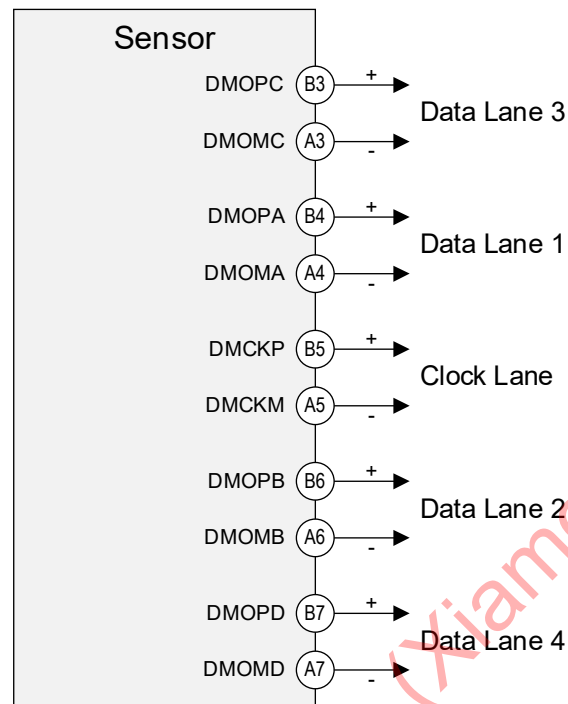 Sensor
DMOPC B3 +
Data Lane 3
DMOMC A3 -
DMOPA B4 +
Data Lane 1
DMOMA A4 -
DMCKP B5 +
Clock Lane
DMCKM A5 -
DMOPB B6 +
Data Lane 2
DMOMB A6 -
DMOPD B7 +
Data Lane 4
DMOMD A7 -